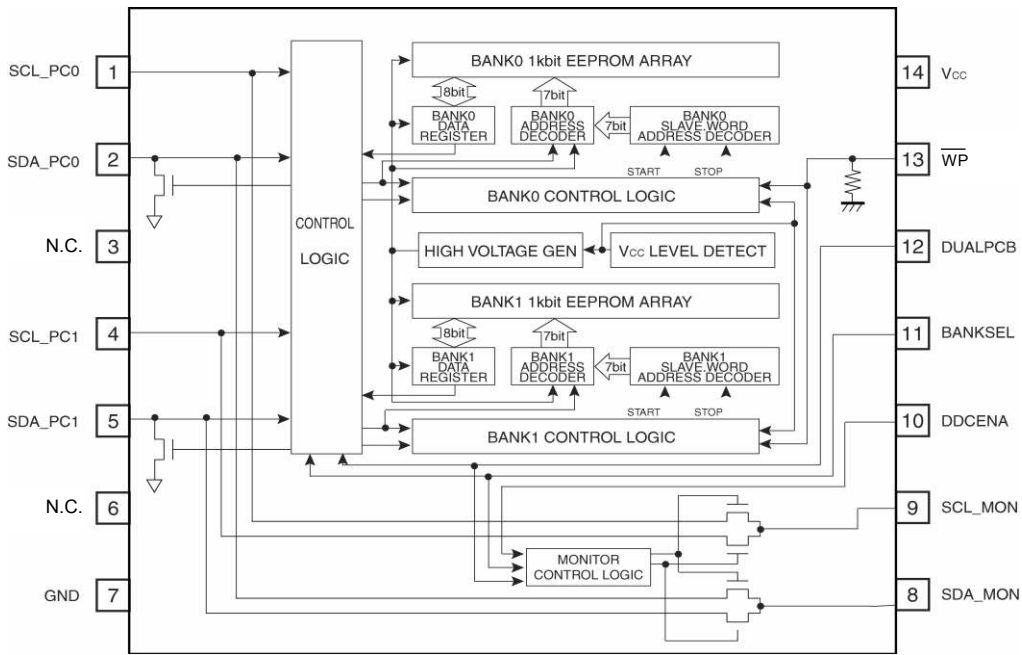 SCL_PC0
1
SDA_PC0
2
N.C.
3
SCL_PC1
4
SDA_PC1
5
N.C.
6
GND
7
CONTROL
LOGIC
BANK0 1kbit EEPROM ARRAY
8bit
7bit
BANK0
DATA
REGISTER
BANK0
ADDRESS
DECODER
7bit
BANK0
SLAVE.WORD
ADDRESS DECODER
START
STOP
BANK0 CONTROL LOGIC
HIGH VOLTAGE GEN
Vcc LEVEL DETECT
BANK1 1kbit EEPROM ARRAY
8bit
7bit
BANK1
DATA
REGISTER
BANK1
ADDRESS
DECODER
7bit
BANK1
SLAVE.WORD
ADDRESS DECODER
START
STOP
BANK1 CONTROL LOGIC
MONITOR
CONTROL LOGIC
14
Vcc
13
WP
12
DUALPCB
11
BANKSEL
10
DDCENA
9
SCL_MON
8
SDA_MON